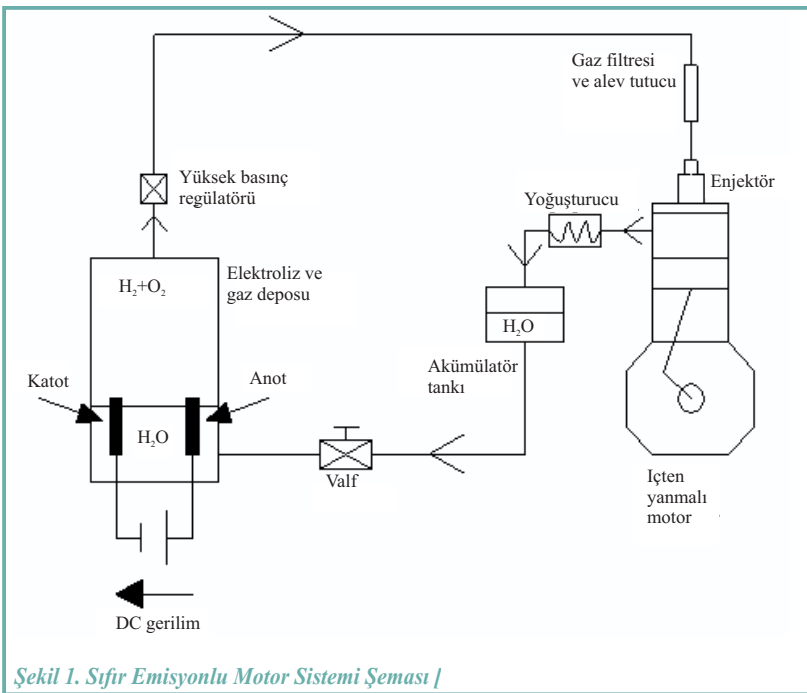 Gaz filtresi
ve alev tutucu
Yüksek basınç
regülatörü
Yoğuşturucu
Enjektör
H₂+O₂
Elektroliz ve
gaz deposu
H₂O
Akümülatör
tankı
Katot
Anot
H₂O
Valf
Içten
yanmalı
motor
DC gerilim
Şekil 1. Sıfır Emisyonlu Motor Sistemi Şeması [